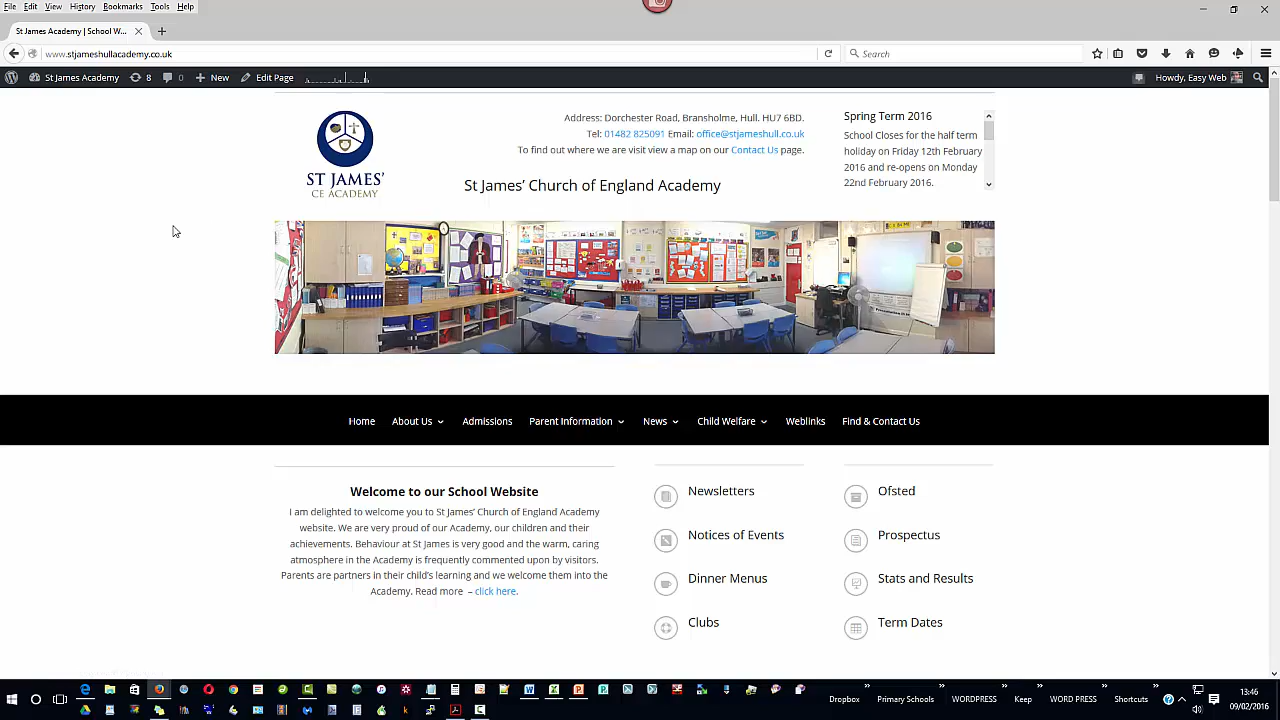 File Edit View History Bookmarks Tools Help
St James Academy | School W...
www.stjameshullacademy.co.uk
Search
St James Academy 8 0 New Edit Page
Howdy, Easy Web
ST JAMES'
CE ACADEMY
Address: Dorchester Road, Bransholme, Hull. HU7 6BD.
Tel: 01482 825091 Email: office@stjameshull.co.uk
To find out where we are visit view a map on our Contact Us page.
St James' Church of England Academy
Spring Term 2016
School Closes for the half term
holiday on Friday 12th February
2016 and re-opens on Monday
22nd February 2016.
Home About Us Admissions Parent Information News Child Welfare Weblinks Find & Contact Us
Welcome to our School Website
I am delighted to welcome you to St James' Church of England Academy
website. We are very proud of our Academy, our children and their
achievements. Behaviour at St James is very good and the warm, caring
atmosphere in the Academy is frequently commented upon by visitors.
Parents are partners in their child's learning and we welcome them into the
Academy. Read more – click here.
Newsletters
Notices of Events
Dinner Menus
Clubs
Ofsted
Prospectus
Stats and Results
Term Dates
Dropbox Primary Schools WORDPRESS Keep WORD PRESS Shortcuts
13:46
09/02/2016